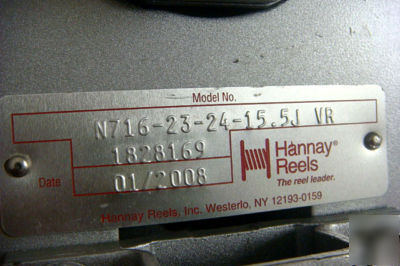 Model No.
N716-23-24-15.5J VR
1828169
Date 01/2008
Hannay® Reels
The reel leader.
Hannay Reels, Inc. Westerlo, NY 12193-0159